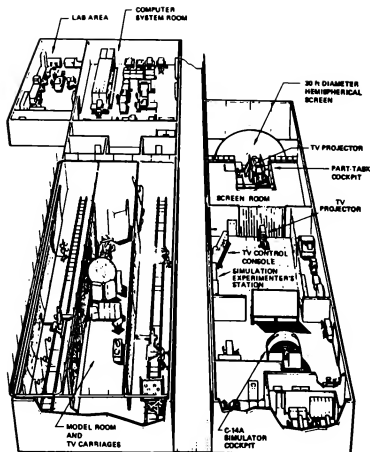 LAB AREA
COMPUTER
SYSTEM ROOM
20 ft DIAMETER
HEMISPHERICAL
SCREEN
TV PROJECTOR
PART-TASK
COCKPIT
SCREEN ROOM
TV
PROJECTOR
TV CONTROL
CONSOLE
SIMULATION
EXPERIMENTER'S
STATION
MODEL ROOM
AND
TV CARRIAGES
C-14A
SIMULATOR
COCKPIT